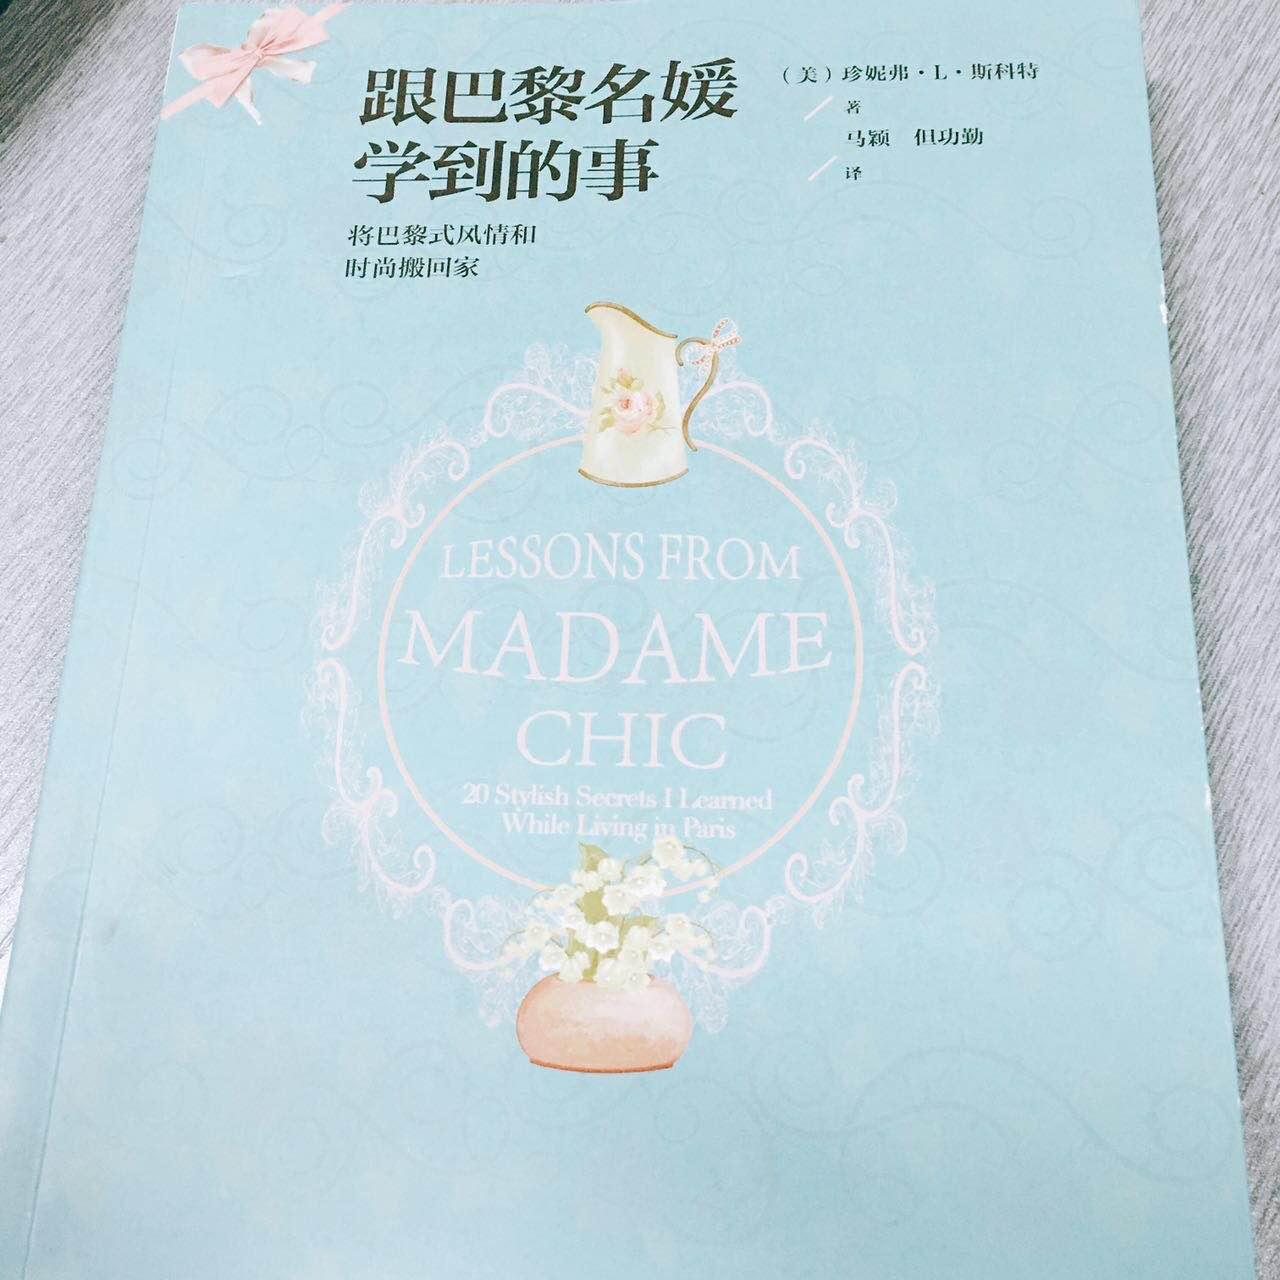 跟巴黎名媛
学到的事
将巴黎式风情和
时尚搬回家
（美）珍妮弗·L·斯科特
著
马颖 但功勤
译
LESSONS FROM
MADAME
CHIC
20 Stylish Secrets I Learned
While Living in Paris